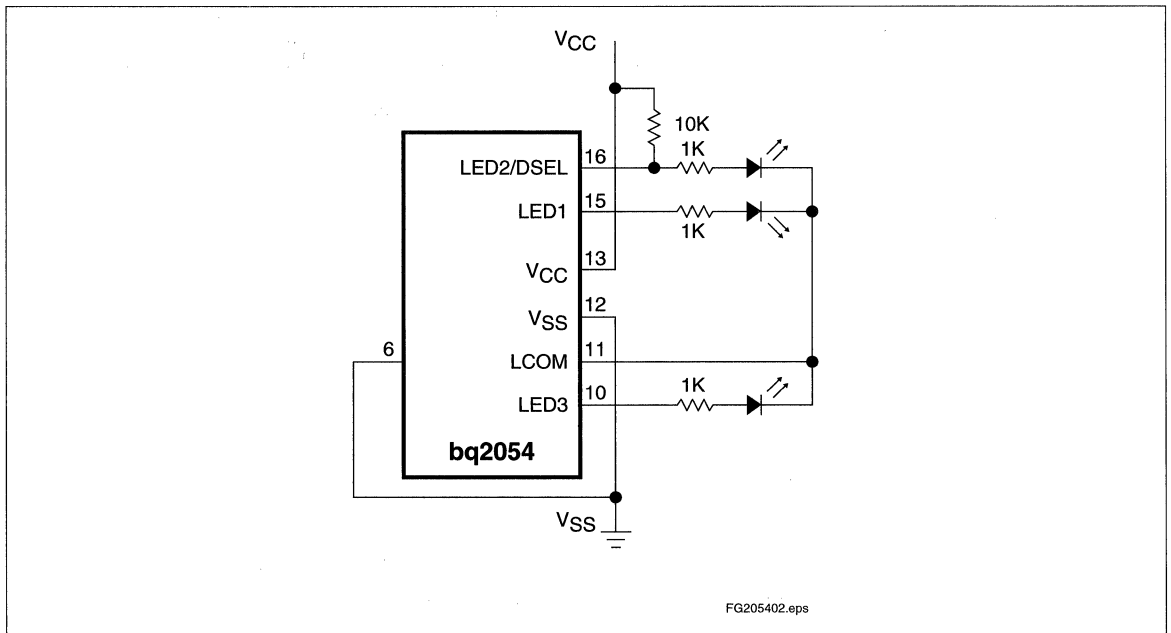 VCC
10K
1K
LED2/DSEL 16
LED1 15
1K
VCC 13
VSS 12
6
LCOM 11
1K
LED3 10
bq2054
VSS
FG205402.eps